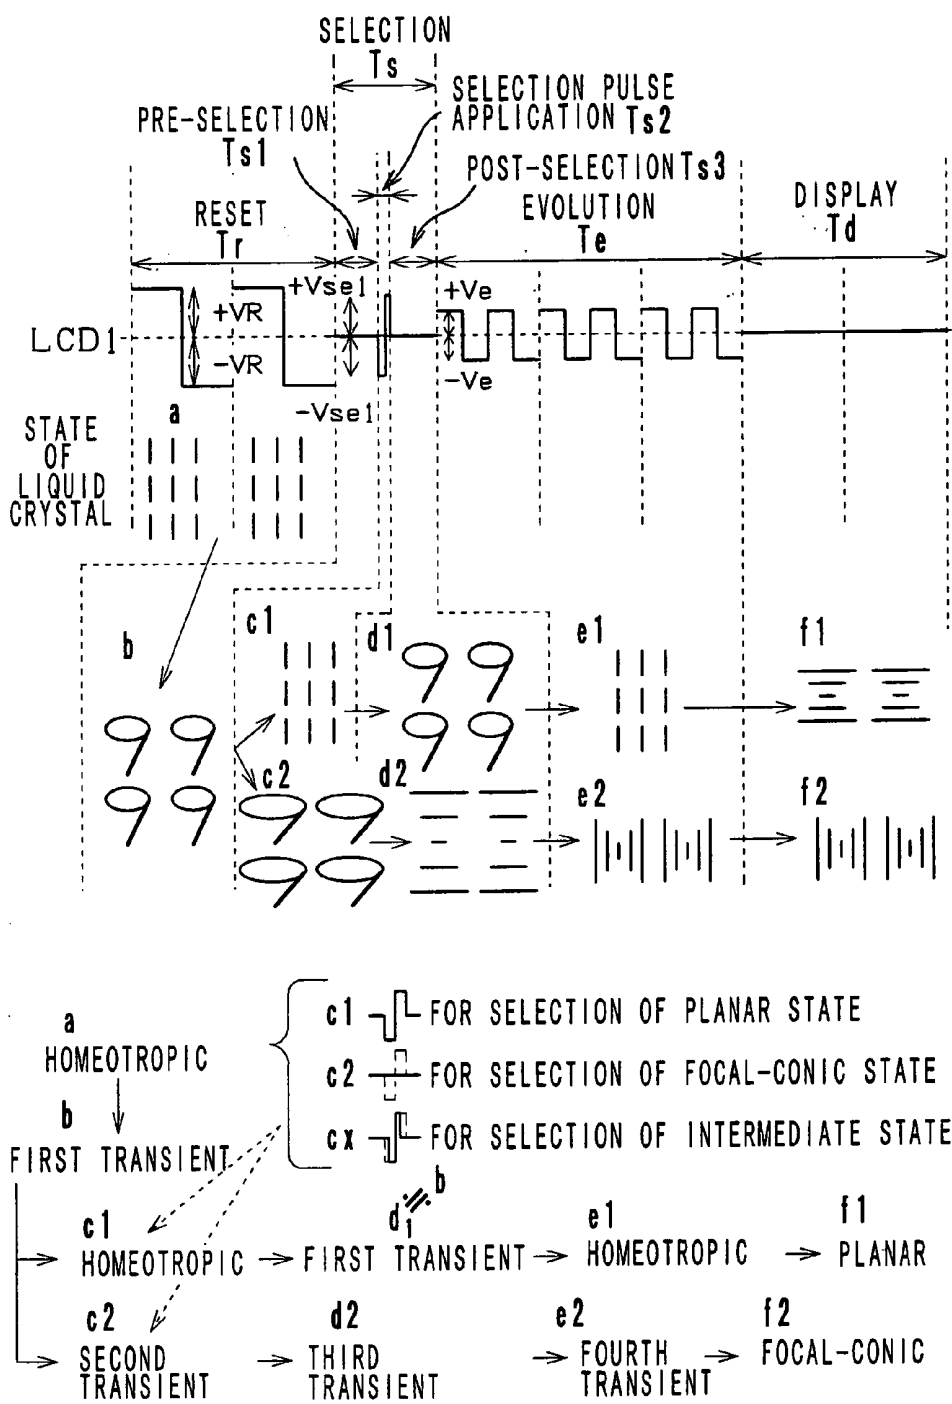 SELECTION
Ts
SELECTION PULSE
APPLICATION Ts2
PRE-SELECTION
Ts1
POST-SELECTION Ts3
RESET
Tr
EVOLUTION
Te
DISPLAY
Td
+Vse1
+Ve
+VR
LCD1
-VR
-Ve
-Vse1
a
STATE
OF
LIQUID
CRYSTAL
b
c1
d1
e1
f1
c2
d2
e2
f2
a
HOMEOTROPIC
b
FIRST TRANSIENT
c1 FOR SELECTION OF PLANAR STATE
c2 FOR SELECTION OF FOCAL-CONIC STATE
cx FOR SELECTION OF INTERMEDIATE STATE
c1
HOMEOTROPIC
d1 ≒ b
FIRST TRANSIENT
e1
HOMEOTROPIC
f1
PLANAR
c2
SECOND
TRANSIENT
d2
THIRD
TRANSIENT
e2
FOURTH
TRANSIENT
f2
FOCAL-CONIC